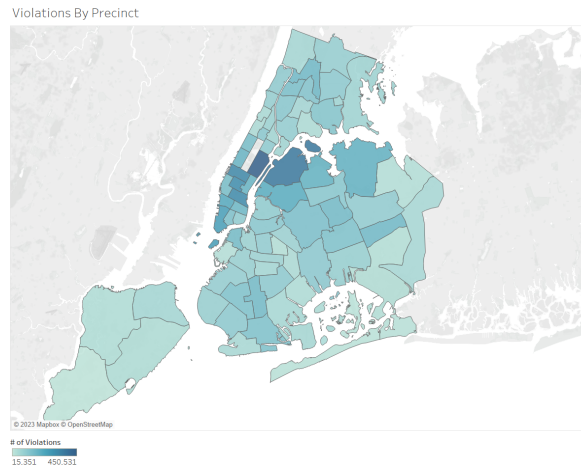 Violations By Precinct
© 2023 Mapbox © OpenStreetMap
# of Violations
15.351 450.531